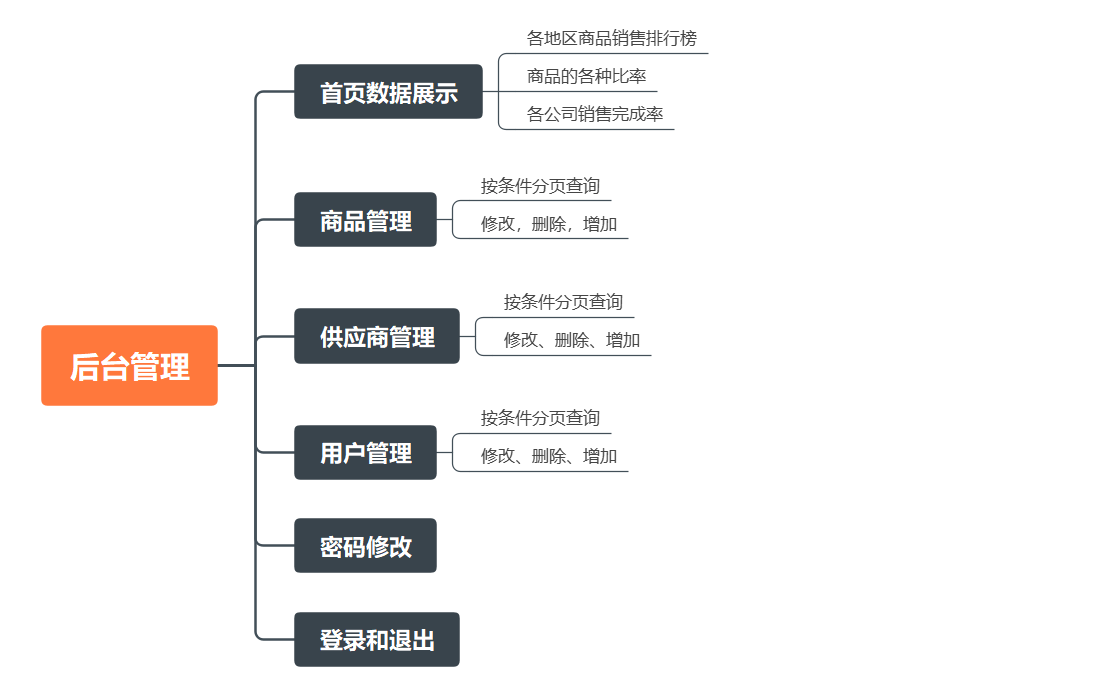 后台管理
首页数据展示
各地区商品销售排行榜
商品的各种比率
各公司销售完成率
商品管理
按条件分页查询
修改，删除，增加
供应商管理
按条件分页查询
修改、删除、增加
用户管理
按条件分页查询
修改、删除、增加
密码修改
登录和退出